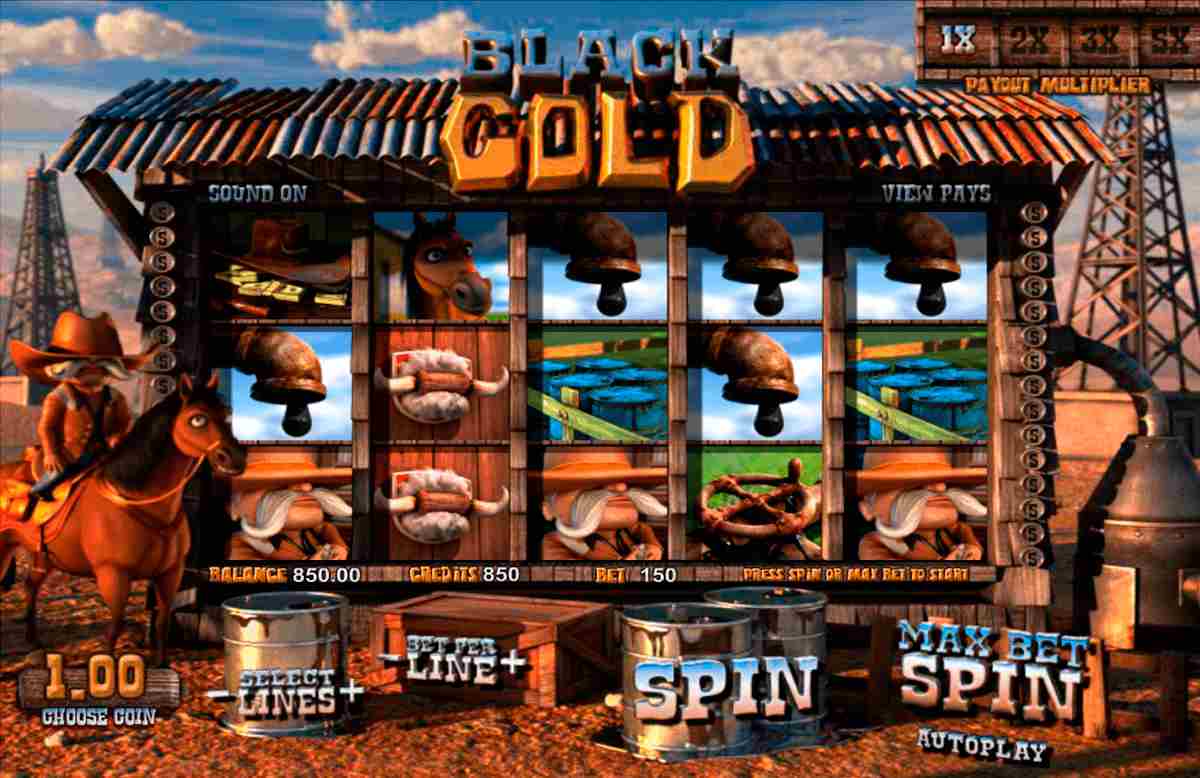 1X 2X 3X 5X
PAYOUT MULTIPLIER
BLACK
GOLD
SOUND ON
VIEW PAYS
BALANCE 850.00
CREDITS 850
BET 150
PRESS SPIN OR MAX BET TO START
1.00
CHOOSE COIN
SELECT
-LINES+
BET PER
-LINE+
SPIN
MAX BET
SPIN
AUTOPLAY